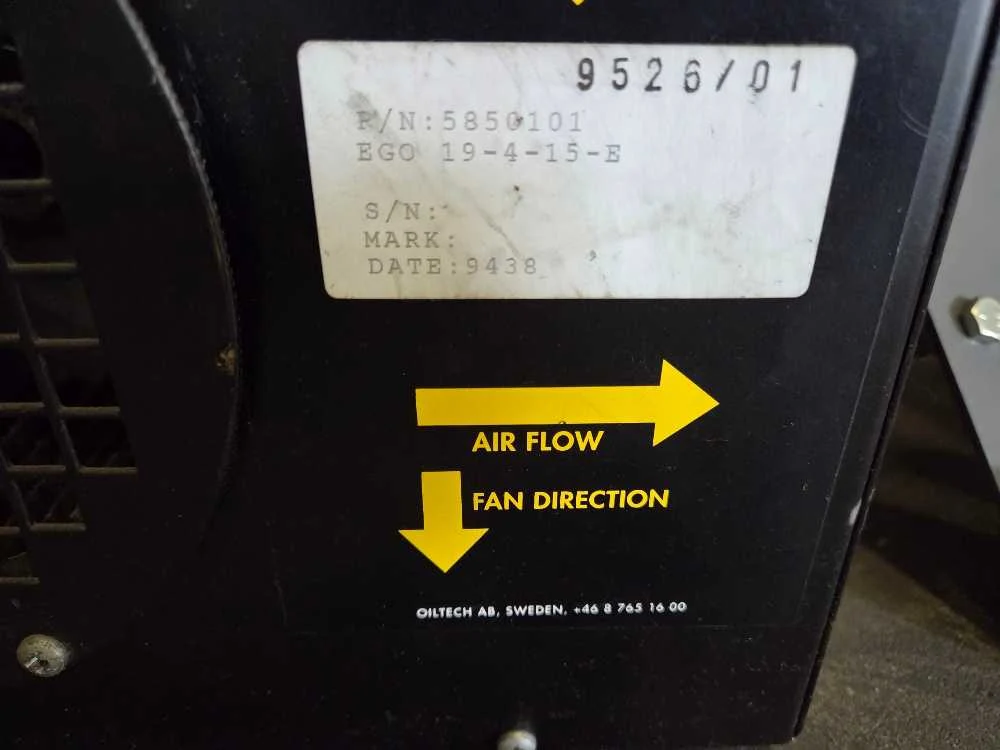 9526/01
P/N:5850101
EGO 19-4-15-E
S/N:
MARK:
DATE:9438
AIR FLOW
FAN DIRECTION
OILTECH AB, SWEDEN, +46 8 765 16 00